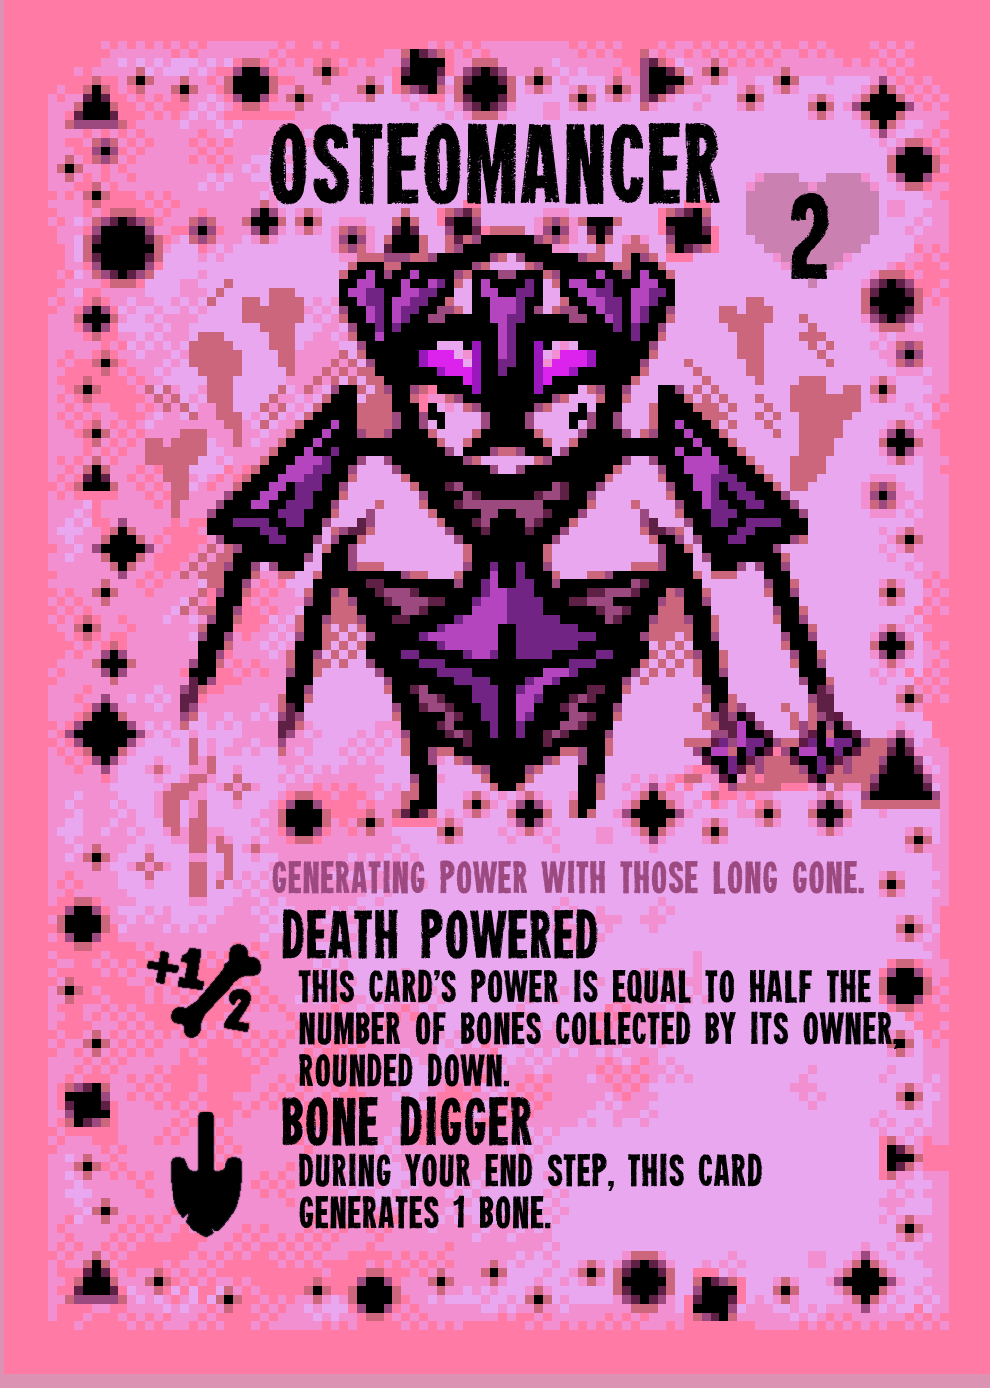 OSTEOMANCER
2
GENERATING POWER WITH THOSE LONG GONE.
DEATH POWERED
+1/2
THIS CARD'S POWER IS EQUAL TO HALF THE
NUMBER OF BONES COLLECTED BY ITS OWNER,
ROUNDED DOWN.
BONE DIGGER
DURING YOUR END STEP, THIS CARD
GENERATES 1 BONE.